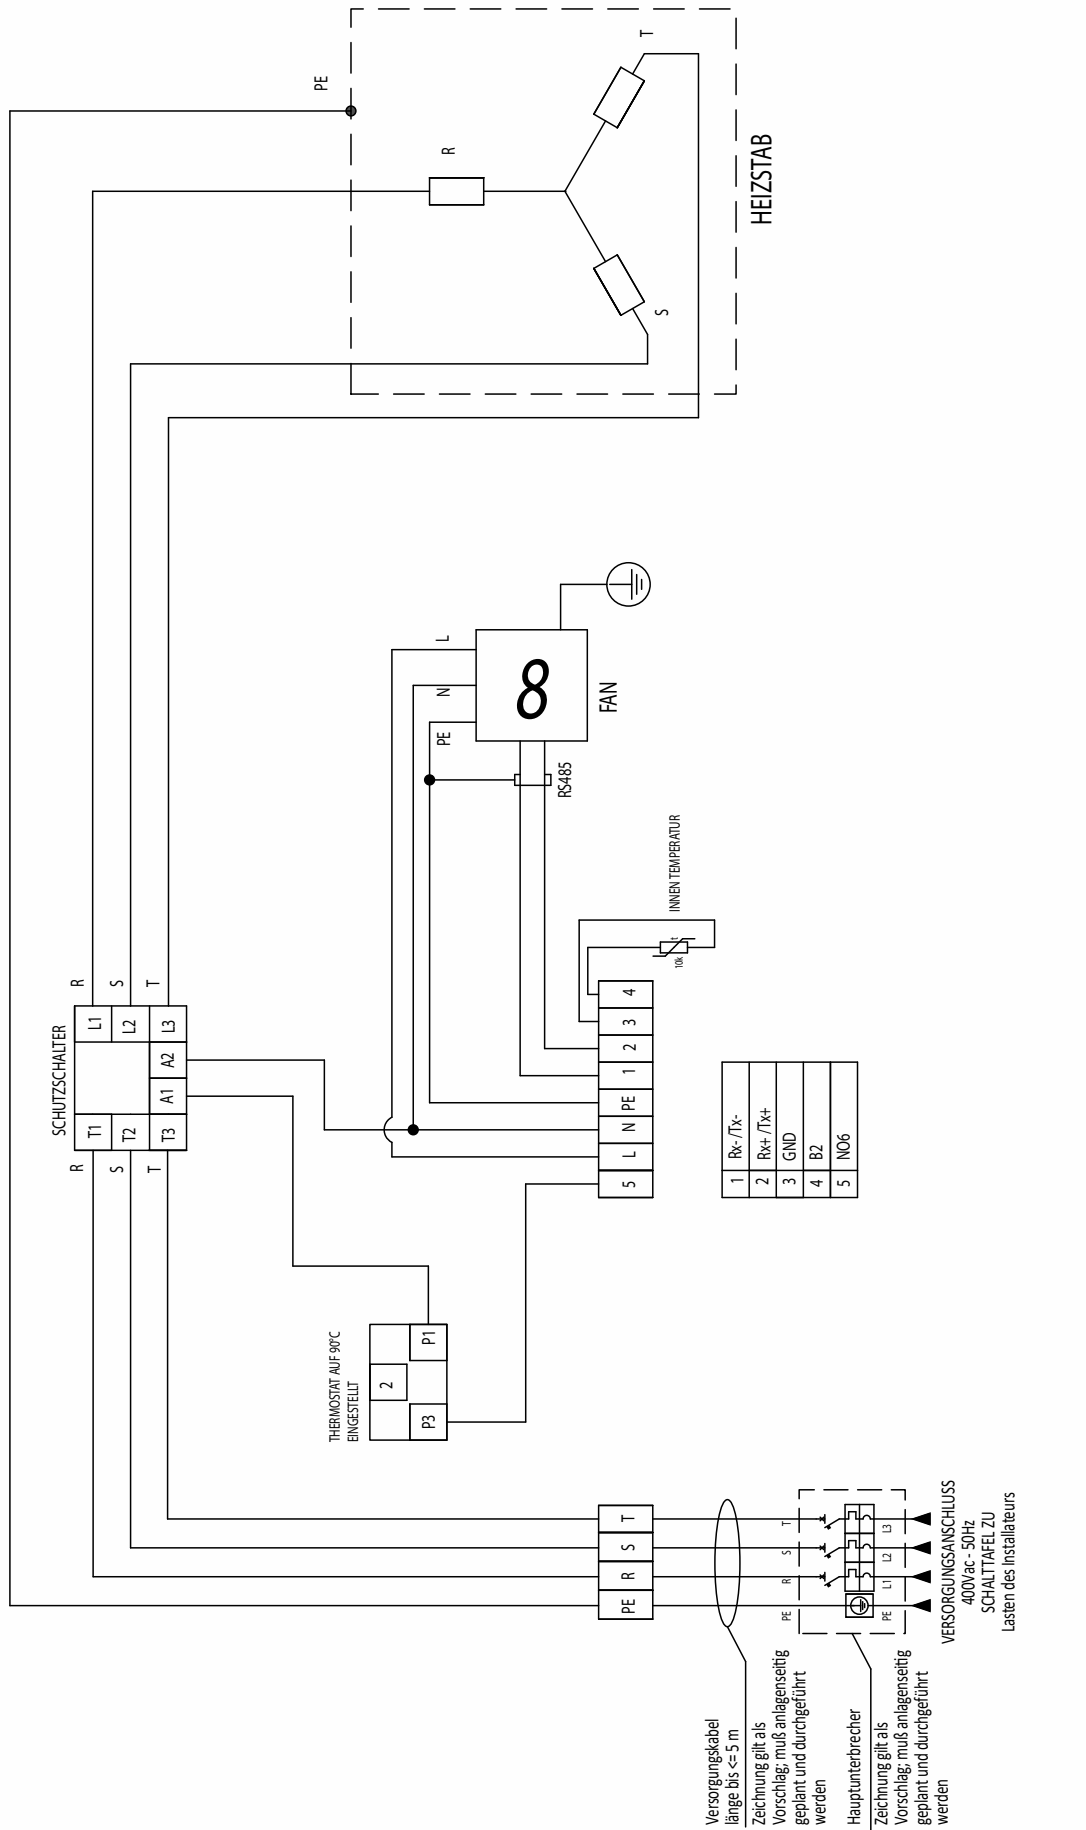 PE
R
S
T
HEIZSTAB
R
S
T
SCHUTZSCHALTER
L1
L2
L3
A2
A1
T1
T2
T3
R
S
T
L
N
PE
8
FAN
RS485
INNEN TEMPERATUR
10k
t
4
3
2
1
PE
N
L
5
1 Rx-/Tx-
2 Rx+/Tx+
3 GND
4 B2
5 NO6
THERMOSTAT AUF 90°C
EINGESTELLT
2
P1
P3
T
S
R
PE
T
S
R
PE
L3
L2
L1
PE
VERSORGUNGSANSCHLUSS
400Vac - 50Hz
SCHALTTAFEL ZU
Lasten des Installateurs
Versorgungskabel
länge bis <= 5 m
Zeichnung gilt als
Vorschlag; muß anlagenseitig
geplant und durchgeführt
werden
Hauptunterbrecher
Zeichnung gilt als
Vorschlag; muß anlagenseitig
geplant und durchgeführt
werden